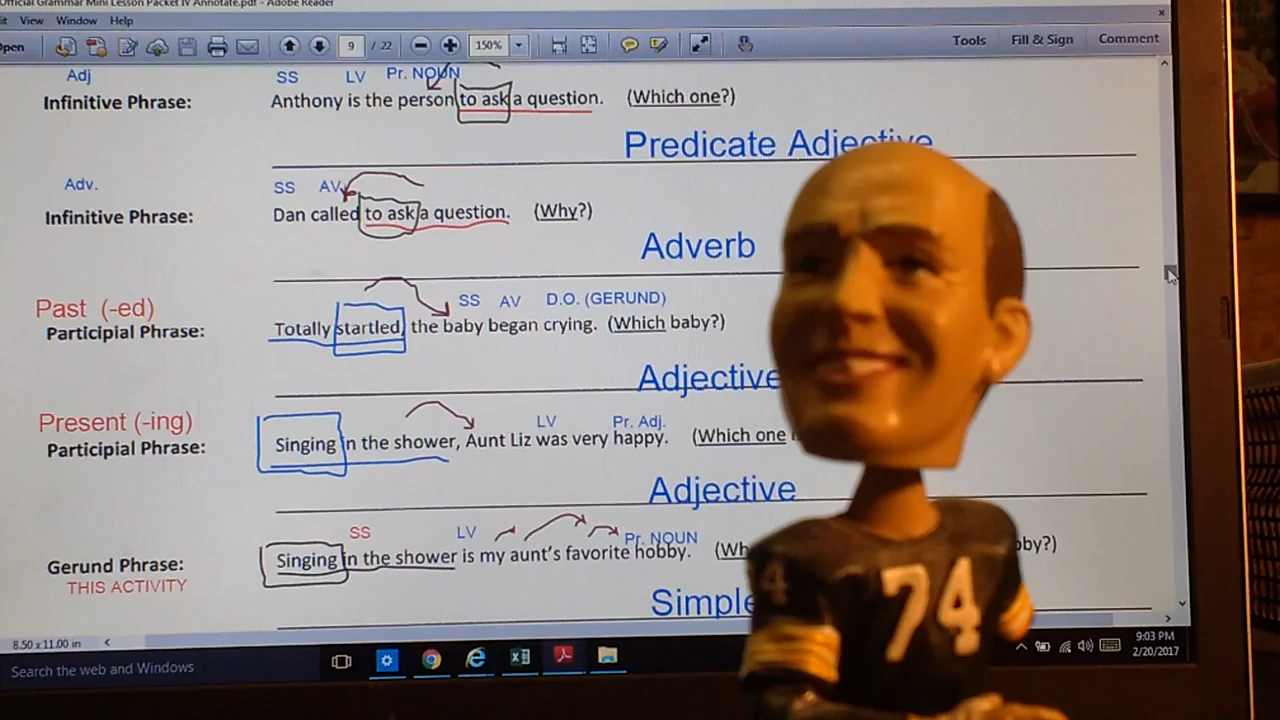 Official Grammar Mini Lesson Packet IV Annotate.pdf - Adobe Reader
View Window Help
Open 9 / 22 150% Tools Fill & Sign Comment
Adj SS LV Pr. NOUN
Infinitive Phrase: Anthony is the person to ask a question. (Which one?)
Predicate Adjective
Adv. SS AV
Infinitive Phrase: Dan called to ask a question. (Why?)
Adverb
Past (-ed) SS AV D.O. (GERUND)
Participial Phrase: Totally startled, the baby began crying. (Which baby?)
Adjective
Present (-ing) LV Pr. Adj.
Participial Phrase: Singing in the shower, Aunt Liz was very happy. (Which one
Adjective
SS LV Pr. NOUN
Gerund Phrase: Singing in the shower is my aunt's favorite hobby. (Wh by?)
THIS ACTIVITY
Simple
8.50 x 11.00 in
Search the web and Windows
9:03 PM
2/20/2017
74
4